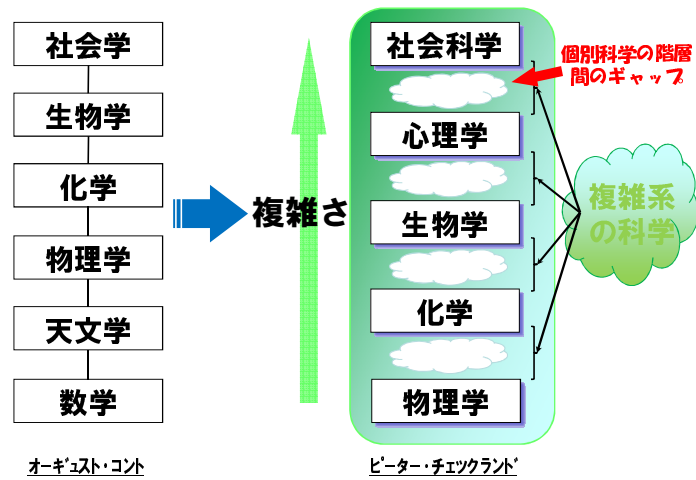 社会学
生物学
化学
物理学
天文学
数学
オーギュスト・コント
複雑さ
社会科学
心理学
生物学
化学
物理学
ピーター・チェックランド
個別科学の階層
間のギャップ
複雑系
の科学